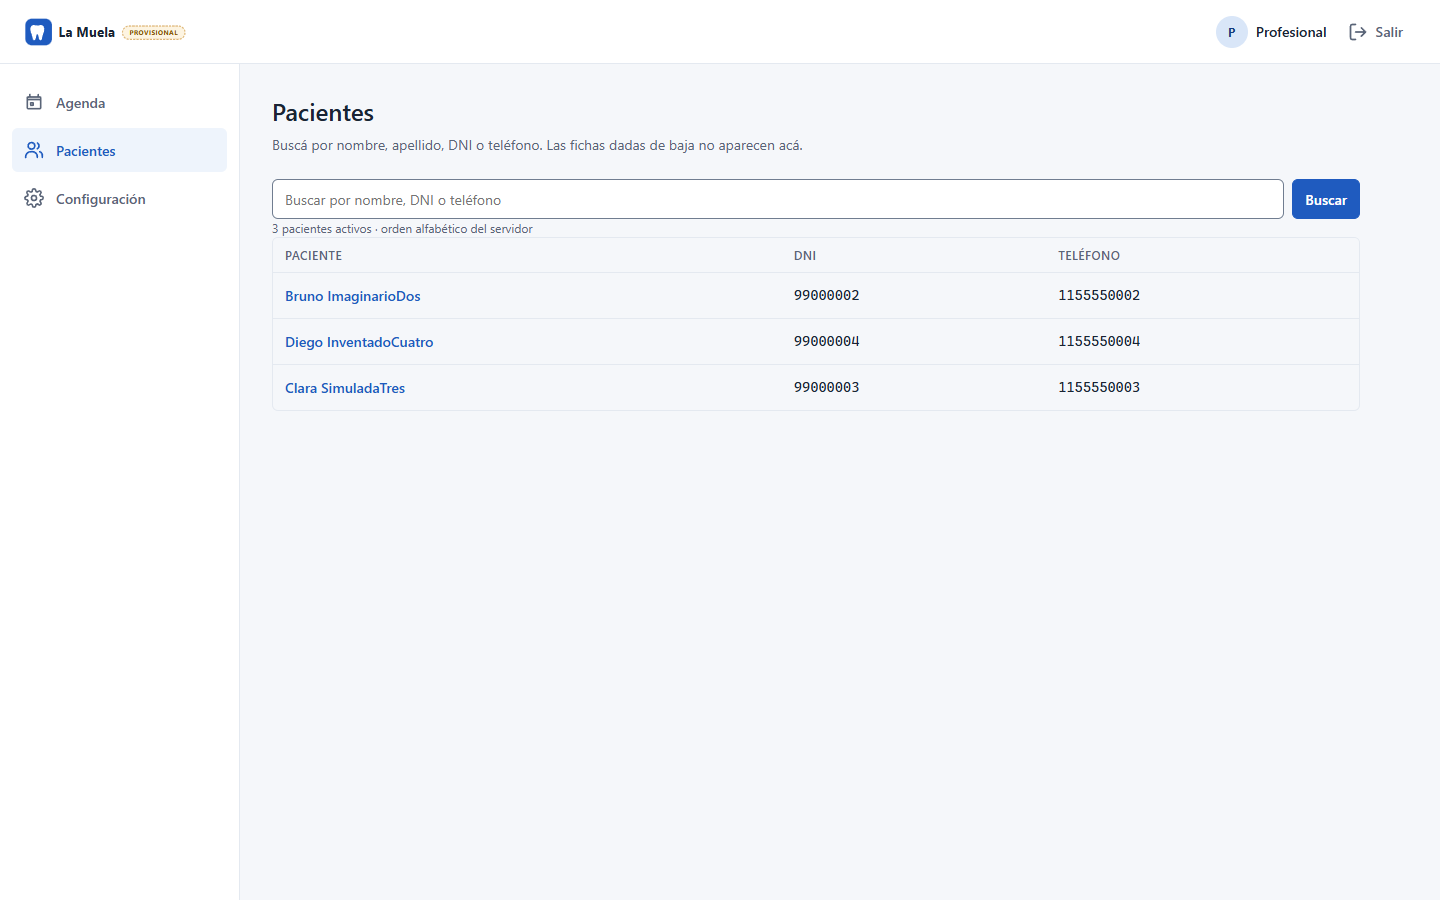 La Muela PROVISIONAL
P Profesional Salir
Agenda
Pacientes
Configuración
Pacientes
Buscá por nombre, apellido, DNI o teléfono. Las fichas dadas de baja no aparecen acá.
Buscar por nombre, DNI o teléfono Buscar
3 pacientes activos · orden alfabético del servidor
PACIENTE DNI TELÉFONO
Bruno ImaginarioDos 99000002 1155550002
Diego InventadoCuatro 99000004 1155550004
Clara SimuladaTres 99000003 1155550003